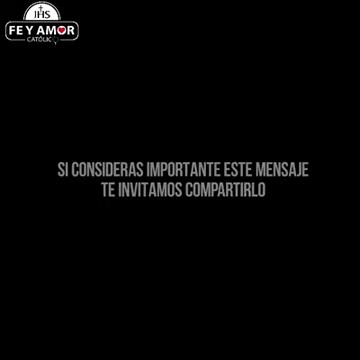 IHS
FE Y AMOR
CATÓLICO
SI CONSIDERAS IMPORTANTE ESTE MENSAJE
TE INVITAMOS COMPARTIRLO